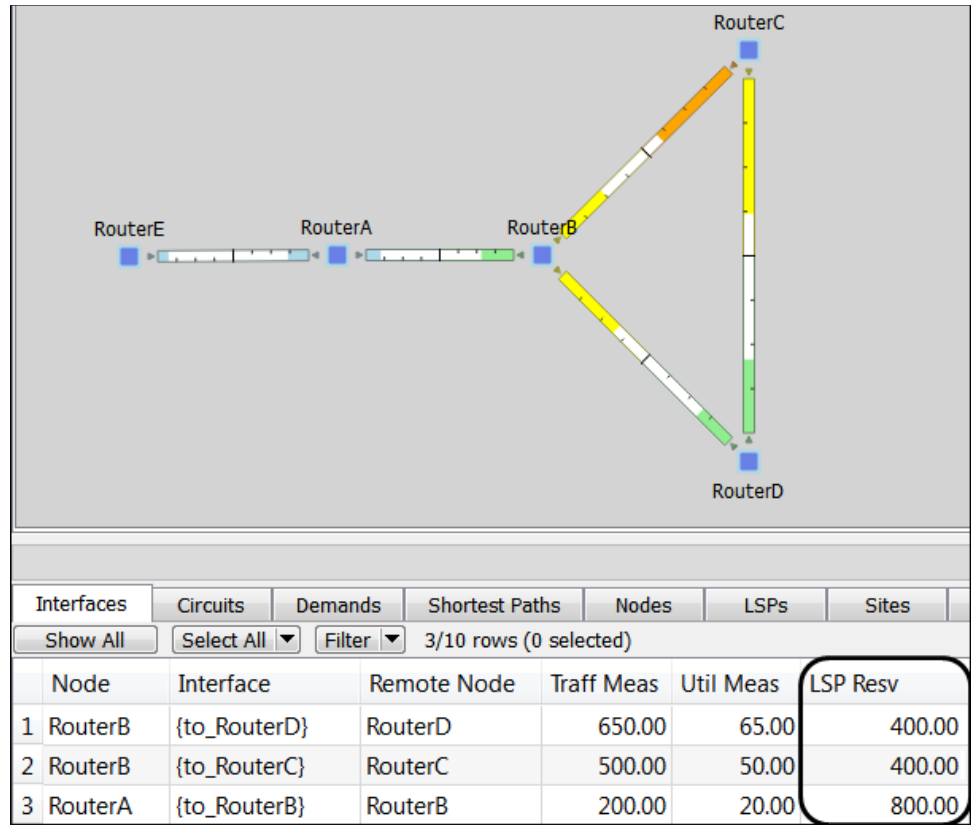 RouterC
RouterE RouterA RouterB
RouterD
Interfaces Circuits Demands Shortest Paths Nodes LSPs Sites
Show All Select All Filter 3/10 rows (0 selected)
Node Interface Remote Node Traff Meas Util Meas LSP Resv
1 RouterB {to_RouterD} RouterD 650.00 65.00 400.00
2 RouterB {to_RouterC} RouterC 500.00 50.00 400.00
3 RouterA {to_RouterB} RouterB 200.00 20.00 800.00